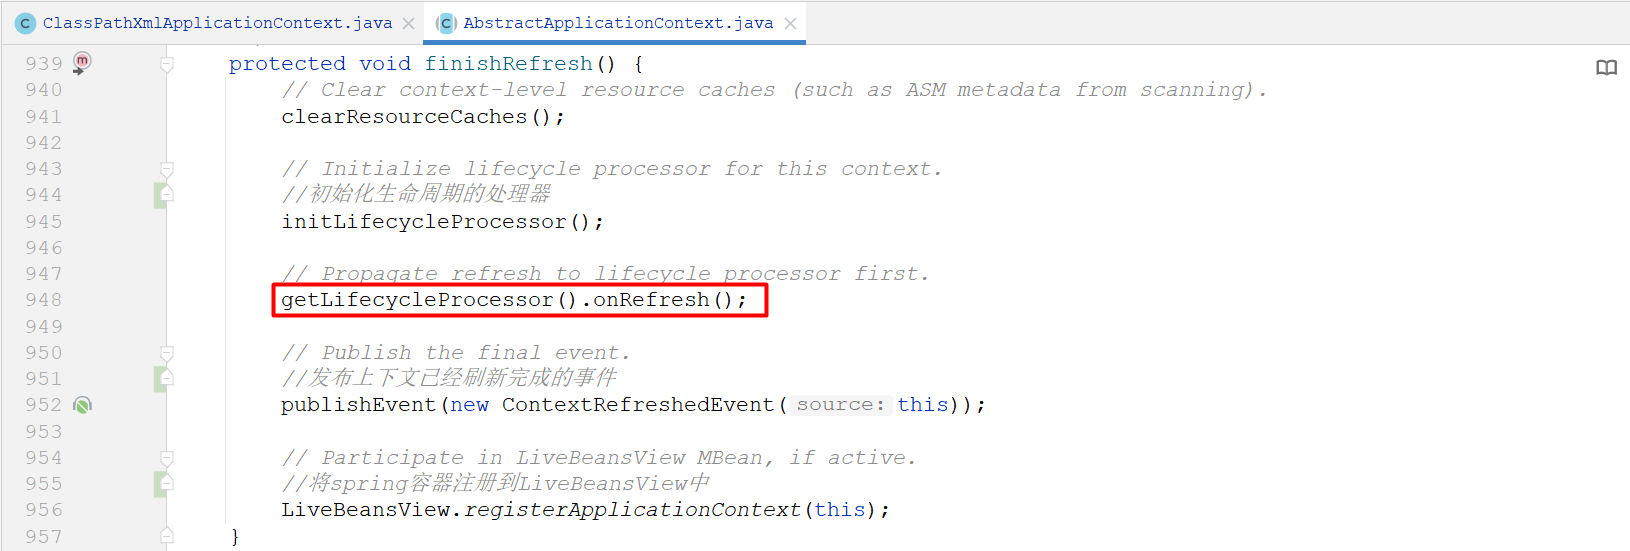 ClassPathXmlApplicationContext.java AbstractApplicationContext.java
939 protected void finishRefresh() {
940 // Clear context-level resource caches (such as ASM metadata from scanning).
941 clearResourceCaches();
942
943 // Initialize lifecycle processor for this context.
944 //初始化生命周期的处理器
945 initLifecycleProcessor();
946
947 // Propagate refresh to lifecycle processor first.
948 getLifecycleProcessor().onRefresh();
949
950 // Publish the final event.
951 //发布上下文已经刷新完成的事件
952 publishEvent(new ContextRefreshedEvent( source: this));
953
954 // Participate in LiveBeansView MBean, if active.
955 //将spring容器注册到LiveBeansView中
956 LiveBeansView.registerApplicationContext(this);
957 }